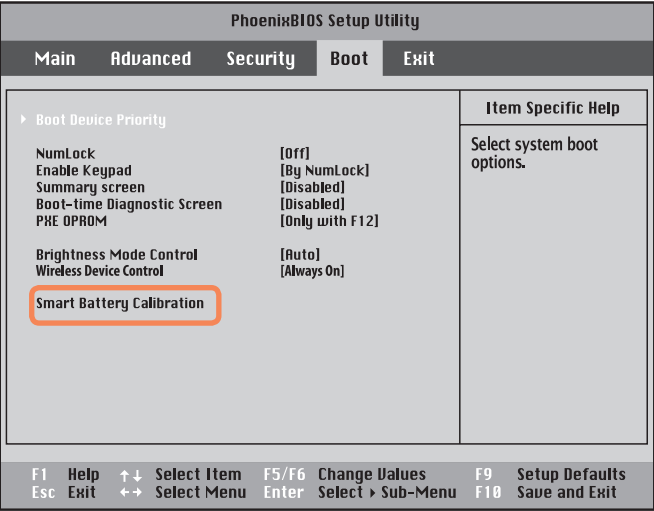 PhoenixBIOS Setup Utility
Main Advanced Security Boot Exit
Boot Device Priority
NumLock [Off]
Enable Keypad [By NumLock]
Summary screen [Disabled]
Boot-time Diagnostic Screen [Disabled]
PXE OPROM [Only with F12]
Brightness Mode Control [Auto]
Wireless Device Control [Always On]
Smart Battery Calibration
Item Specific Help
Select system boot
options.
F1 Help ↑↓ Select Item F5/F6 Change Values F9 Setup Defaults
Esc Exit ←→ Select Menu Enter Select ▸ Sub-Menu F10 Save and Exit